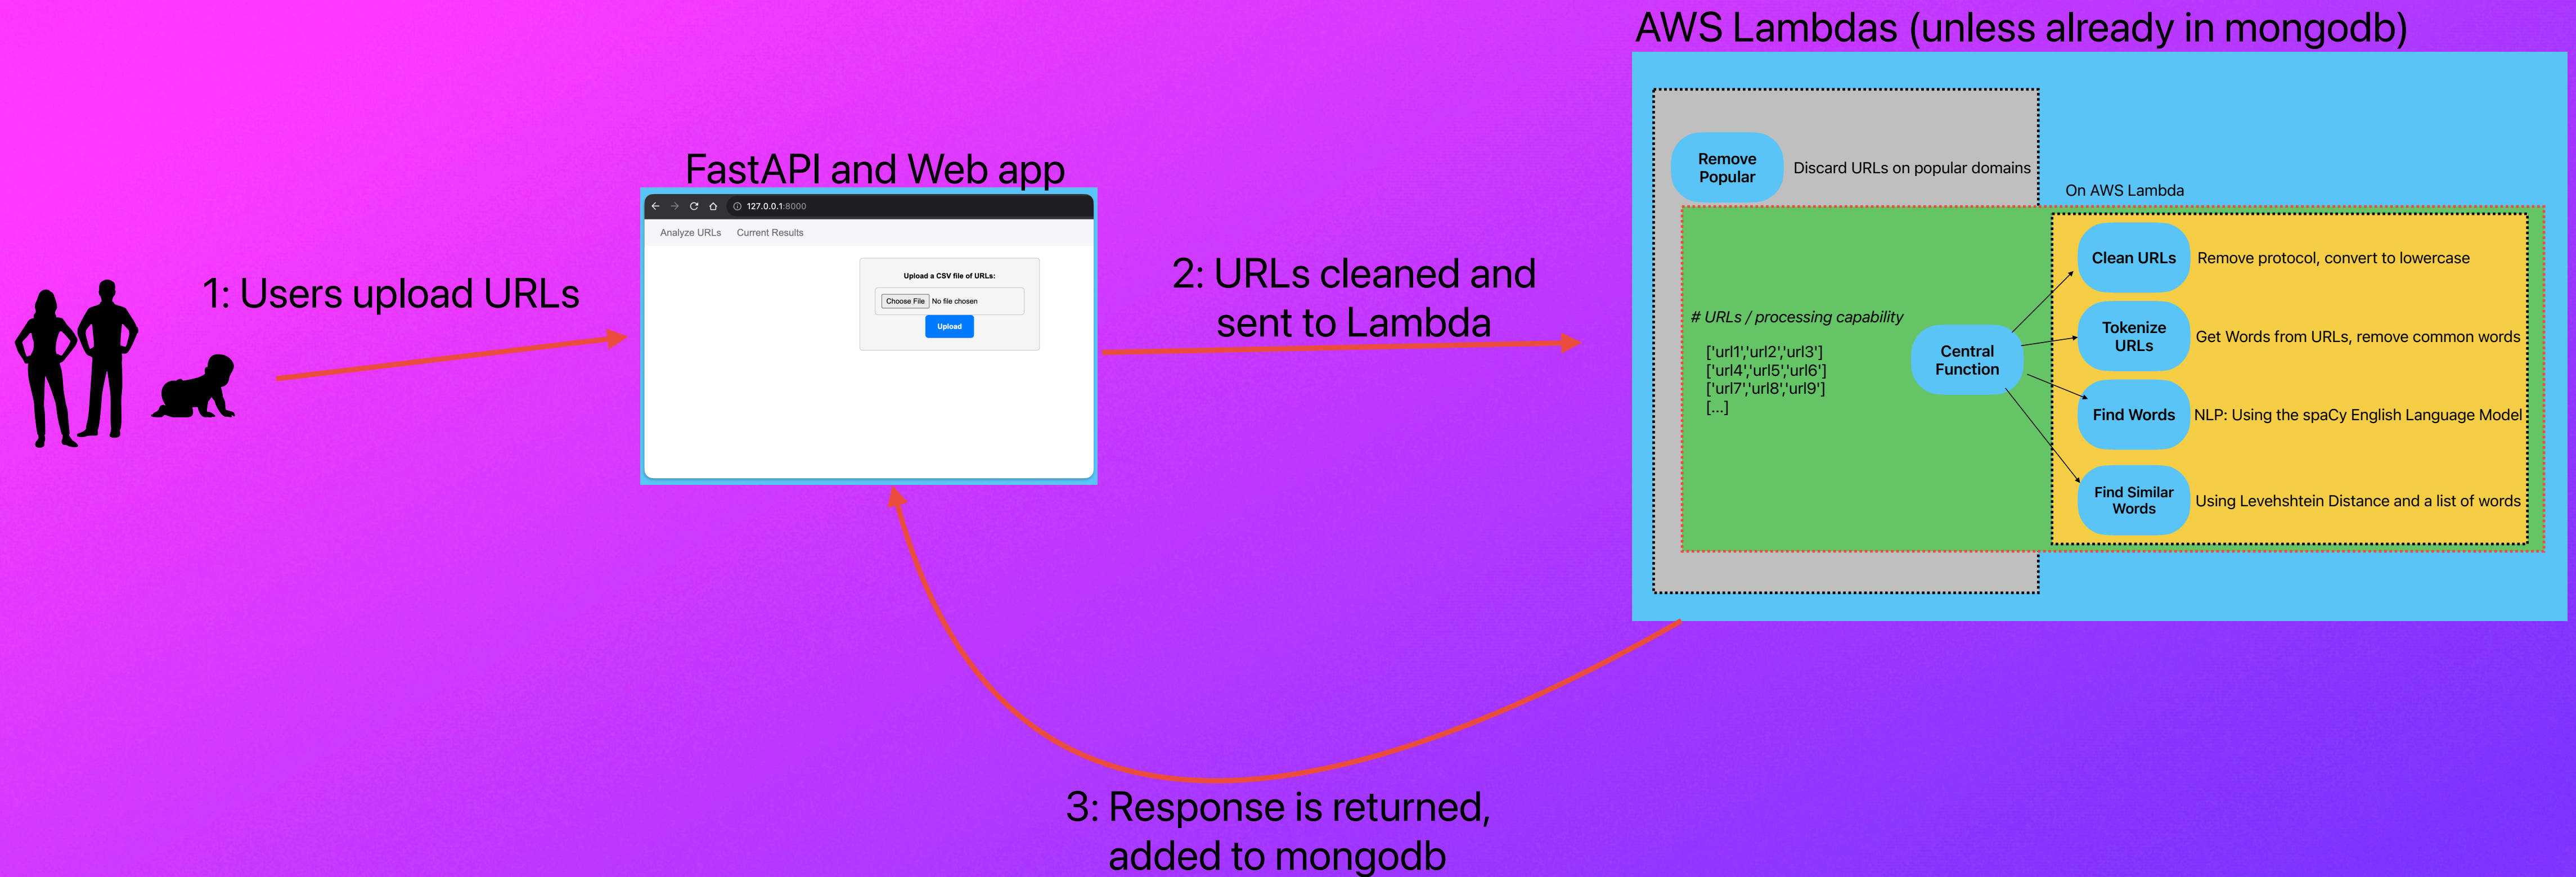 AWS Lambdas (unless already in mongodb)
FastAPI and Web app
1: Users upload URLs
127.0.0.1:8000
Analyze URLs Current Results
Upload a CSV file of URLs:
Choose File No file chosen
Upload
2: URLs cleaned and
sent to Lambda
Remove
Popular
Discard URLs on popular domains
On AWS Lambda
# URLs / processing capability
['url1','url2','url3']
['url4','url5','url6']
['url7','url8','url9']
[...]
Central
Function
Clean URLs
Remove protocol, convert to lowercase
Tokenize
URLs
Get Words from URLs, remove common words
Find Words
NLP: Using the spaCy English Language Model
Find Similar
Words
Using Levehshtein Distance and a list of words
3: Response is returned,
added to mongodb